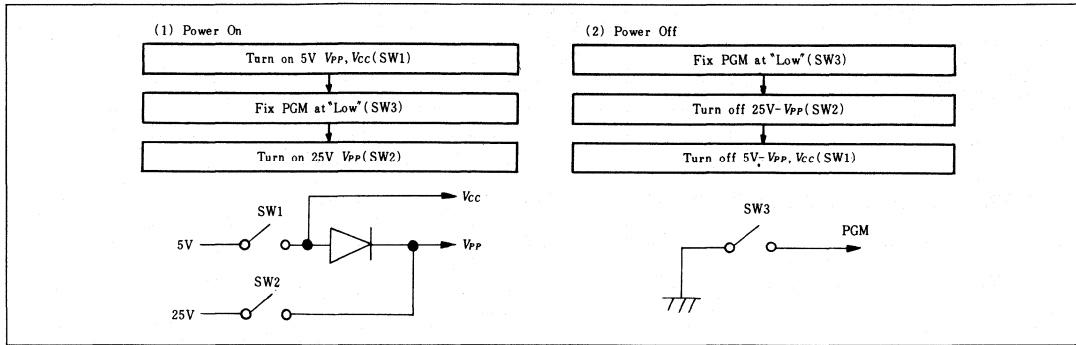 (1) Power On
Turn on 5V VPP, VCC(SW1)
Fix PGM at "Low"(SW3)
Turn on 25V VPP(SW2)
(2) Power Off
Fix PGM at "Low"(SW3)
Turn off 25V-VPP(SW2)
Turn off 5V-VPP, VCC(SW1)
VCC
SW1
5V
VPP
SW2
25V
SW3
PGM